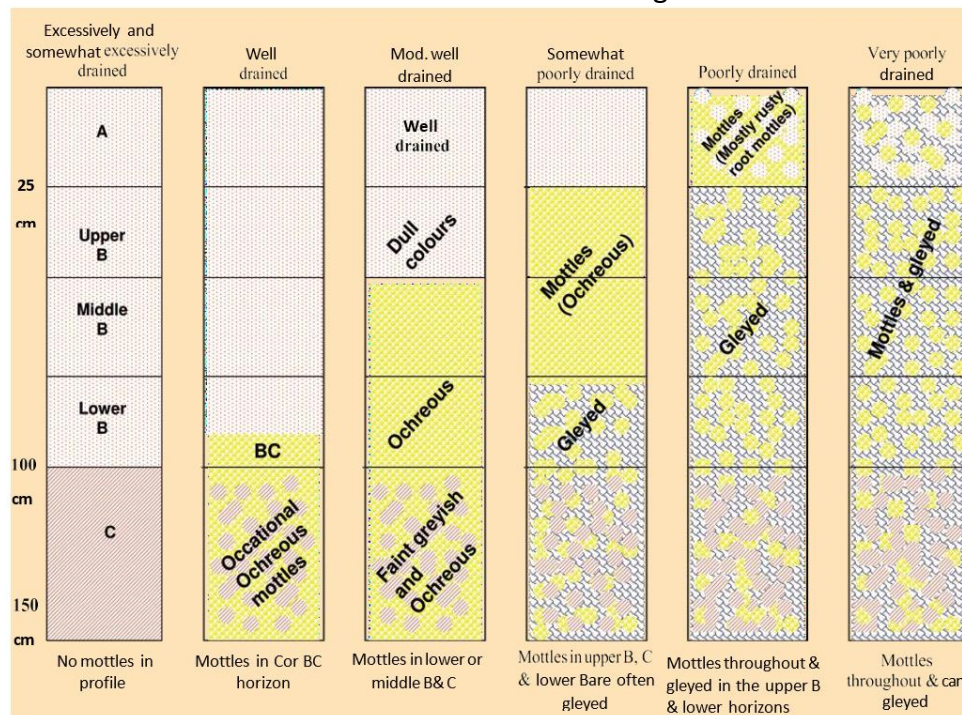 Excessively and
somewhat excessively
drained
Well
drained
Mod. well
drained
Somewhat
poorly drained
Poorly drained
Very poorly
drained
A
Well
drained
Mottles
(Mostly rusty
root mottles)
25
cm
Upper
B
Dull
colours
Mottles
(Ochreous)
Mottles & gleyed
Middle
B
Gleyed
Lower
B
BC
Ochreous
Gleyed
100
cm
C
Occational
Ochreous
mottles
Faint greyish
and
Ochreous
150
cm
No mottles in
profile
Mottles in Cor BC
horizon
Mottles in lower or
middle B& C
Mottles in upper B, C
& lower Bare often
gleyed
Mottles throughout &
gleyed in the upper B
& lower horizons
Mottles
throughout & can
gleyed